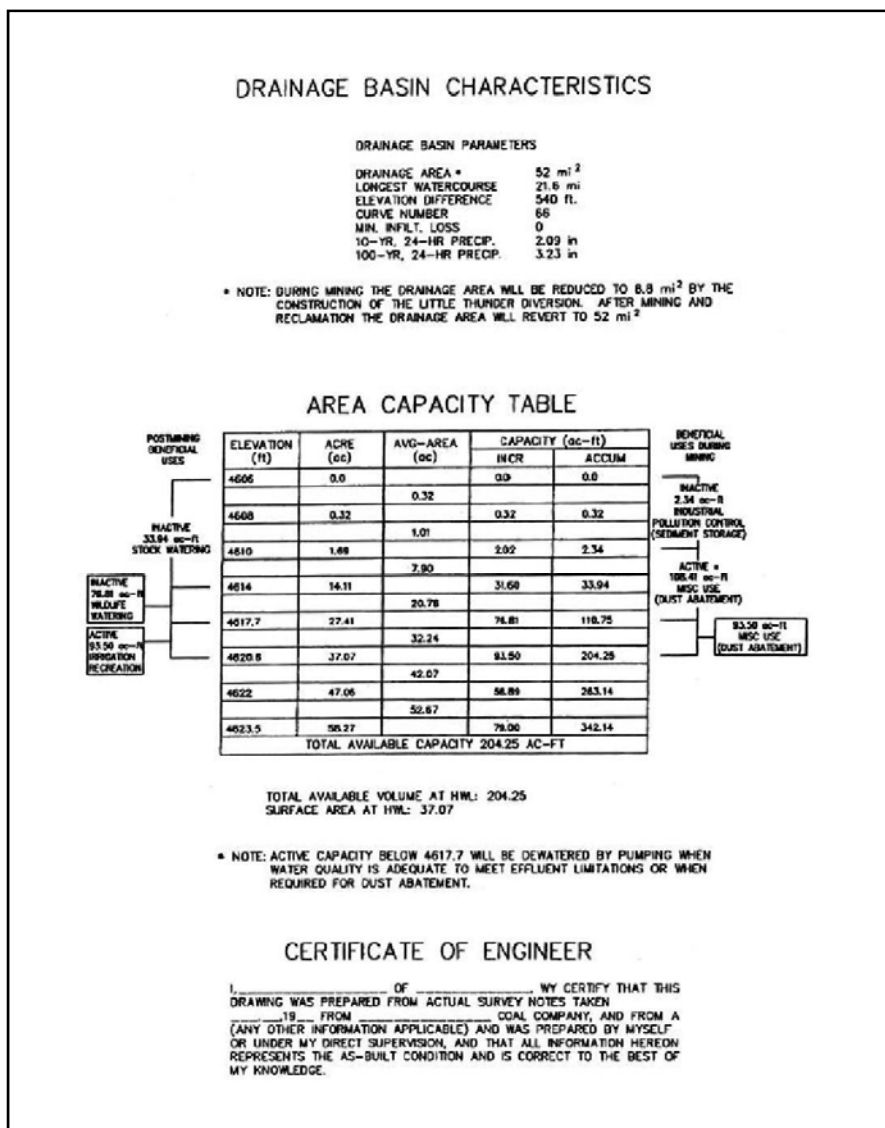 DRAINAGE BASIN CHARACTERISTICS
DRAINAGE BASIN PARAMETERS
DRAINAGE AREA * 52 mi 2
LONGEST WATERCOURSE 21.6 mi
ELEVATION DIFFERENCE 540 ft.
CURVE NUMBER 66
MIN. INFILT. LOSS 0
10-YR, 24-HR PRECIP. 2.09 in
100-YR, 24-HR PRECIP. 3.23 in
* NOTE: DURING MINING THE DRAINAGE AREA WILL BE REDUCED TO 8.8 mi 2 BY THE
CONSTRUCTION OF THE LITTLE THUNDER DIVERSION. AFTER MINING AND
RECLAMATION THE DRAINAGE AREA WILL REVERT TO 52 mi 2
AREA CAPACITY TABLE
POSTMINING
BENEFICIAL
USES
ELEVATION (ft) ACRE (ac) AVG-AREA (ac) CAPACITY (ac-ft)
INCR ACCUM
BENEFICIAL
USES DURING
MINING
4606 0.0 0.0 0.0
0.32
4608 0.32 0.32 0.32
1.01
4610 1.69 2.02 2.34
7.90
4614 14.11 31.60 33.94
20.76
4617.7 27.41 76.81 110.75
32.24
4620.6 37.07 93.50 204.25
42.07
4622 47.06 58.89 263.14
52.67
4623.5 58.27 79.00 342.14
TOTAL AVAILABLE CAPACITY 204.25 AC-FT
INACTIVE
33.94 ac-ft
STOCK WATERING
INACTIVE
76.81 ac-ft
WILDLIFE
WATERING
ACTIVE
93.50 ac-ft
IRRIGATION
RECREATION
INACTIVE
2.34 ac-ft
INDUSTRIAL
POLLUTION CONTROL
(SEDIMENT STORAGE)
ACTIVE *
108.41 ac-ft
MISC USE
(DUST ABATEMENT)
93.50 ac-ft
MISC USE
(DUST ABATEMENT)
TOTAL AVAILABLE VOLUME AT HWL: 204.25
SURFACE AREA AT HWL: 37.07
* NOTE: ACTIVE CAPACITY BELOW 4617.7 WILL BE DEWATERED BY PUMPING WHEN
WATER QUALITY IS ADEQUATE TO MEET EFFLUENT LIMITATIONS OR WHEN
REQUIRED FOR DUST ABATEMENT.
CERTIFICATE OF ENGINEER
I,____________________ OF ________________, WY CERTIFY THAT THIS
DRAWING WAS PREPARED FROM ACTUAL SURVEY NOTES TAKEN
________,19__ FROM __________________ COAL COMPANY, AND FROM A
(ANY OTHER INFORMATION APPLICABLE) AND WAS PREPARED BY MYSELF
OR UNDER MY DIRECT SUPERVISION, AND THAT ALL INFORMATION HEREON
REPRESENTS THE AS-BUILT CONDITION AND IS CORRECT TO THE BEST OF
MY KNOWLEDGE.